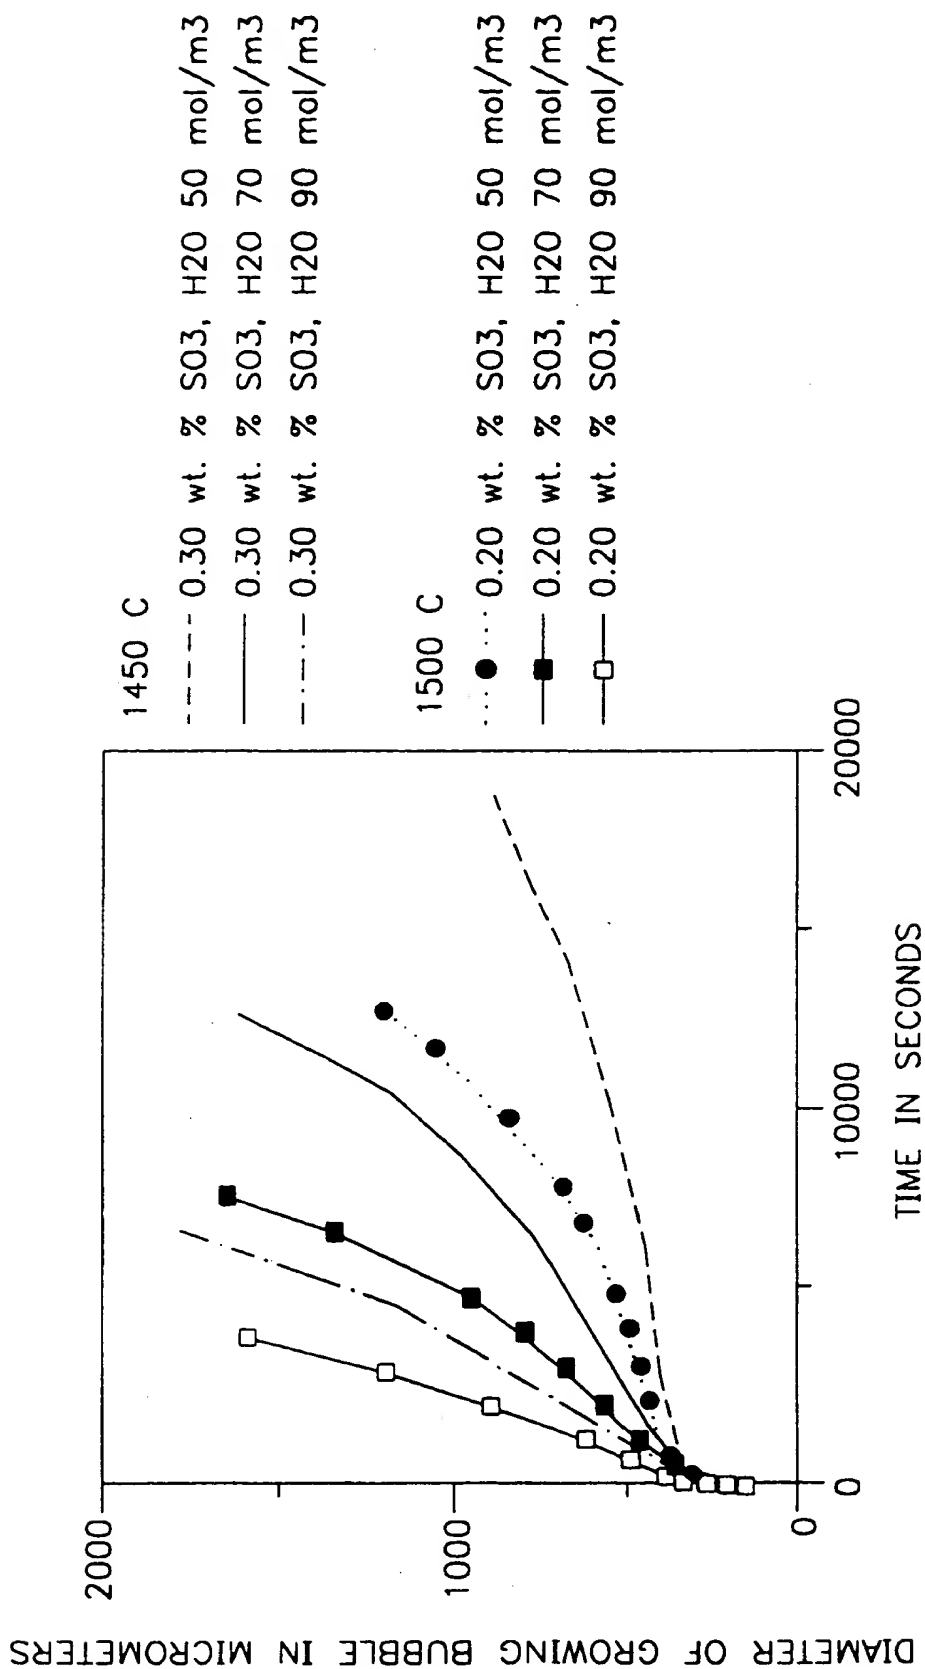 DIAMETER OF GROWING BUBBLE IN MICROMETERS
2000
1000
0
0
10000
20000
TIME IN SECONDS
1450 C
0.30 wt. % SO3, H2O 50 mol/m3
0.30 wt. % SO3, H2O 70 mol/m3
0.30 wt. % SO3, H2O 90 mol/m3
1500 C
0.20 wt. % SO3, H2O 50 mol/m3
0.20 wt. % SO3, H2O 70 mol/m3
0.20 wt. % SO3, H2O 90 mol/m3